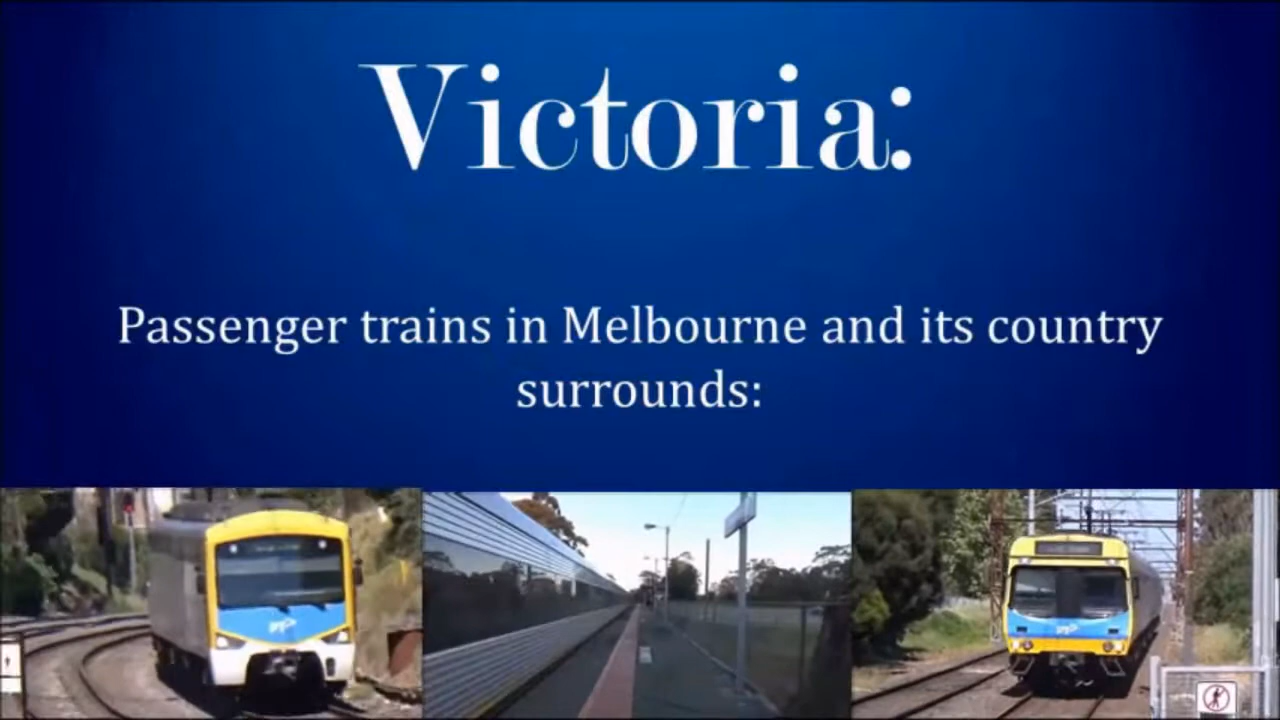 Victoria:
Passenger trains in Melbourne and its country
surrounds: